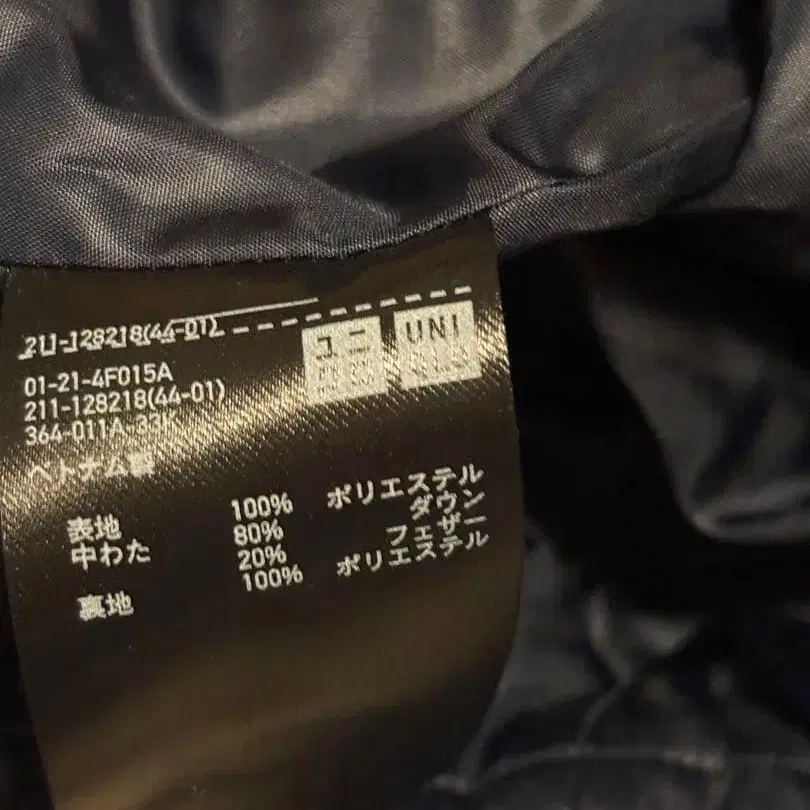 211-128218(44-01)
ユニ
UNI
01-21-4F015A
211-128218(44-01)
364-011A-33K
ベトナム製
表地 100% ポリエステル
中わた 80% ダウン
20% フェザー
裏地 100% ポリエステル